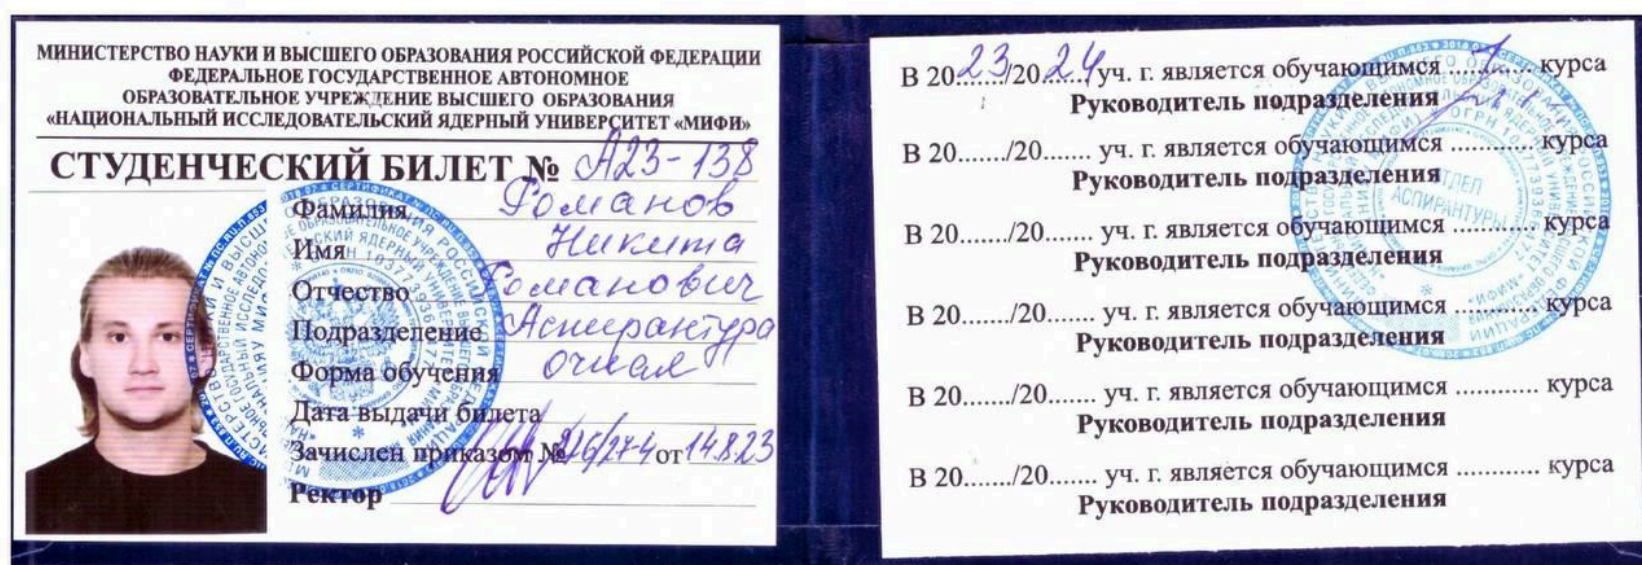 МИНИСТЕРСТВО НАУКИ И ВЫСШЕГО ОБРАЗОВАНИЯ РОССИЙСКОЙ ФЕДЕРАЦИИ
ФЕДЕРАЛЬНОЕ ГОСУДАРСТВЕННОЕ АВТОНОМНОЕ
ОБРАЗОВАТЕЛЬНОЕ УЧРЕЖДЕНИЕ ВЫСШЕГО ОБРАЗОВАНИЯ
«НАЦИОНАЛЬНЫЙ ИССЛЕДОВАТЕЛЬСКИЙ ЯДЕРНЫЙ УНИВЕРСИТЕТ «МИФИ»
СТУДЕНЧЕСКИЙ БИЛЕТ № А23-138
Фамилия Романов
Имя Никита
Отчество Романович
Подразделение Аспирантура
Форма обучения очная
Дата выдачи билета
Зачислен приказом № от 14.8.23
Ректор
В 2023/2024 уч. г. является обучающимся 1 курса
Руководитель подразделения
В 20......./20....... уч. г. является обучающимся ............ курса
Руководитель подразделения
В 20......./20....... уч. г. является обучающимся ............ курса
Руководитель подразделения
В 20......./20....... уч. г. является обучающимся ............ курса
Руководитель подразделения
В 20......./20....... уч. г. является обучающимся ............ курса
Руководитель подразделения
В 20......./20....... уч. г. является обучающимся ............ курса
Руководитель подразделения
ОТДЕЛ
АСПИРАНТУРЫ